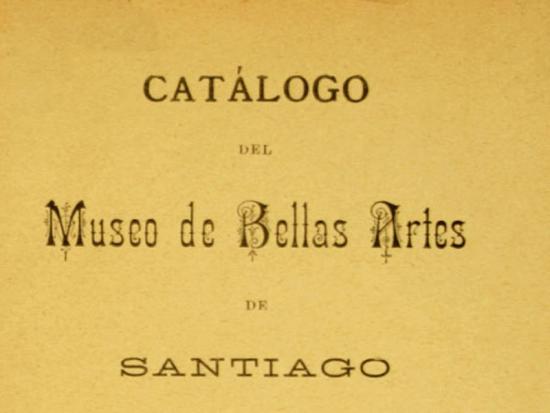 CATÁLOGO
DEL
Museo de Bellas Artes
DE
SANTIAGO